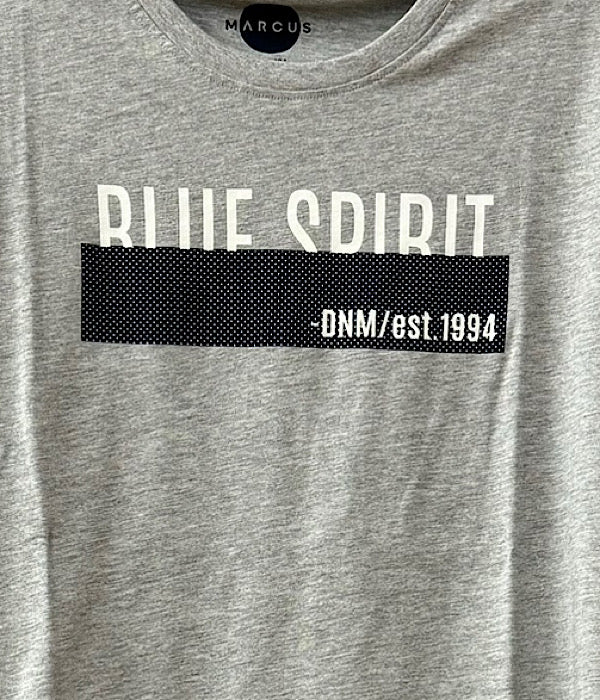 MARCUS
BLUE SPIRIT
-DNM/est.1994